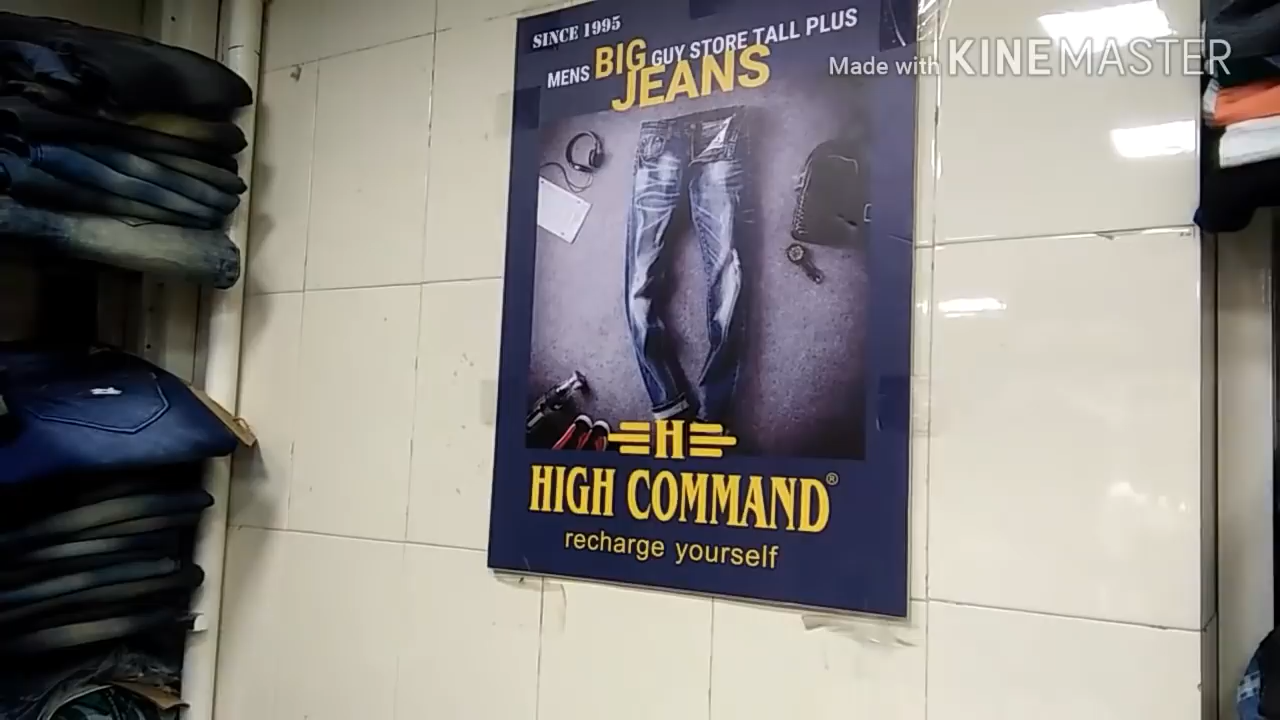 SINCE 1995
MENS BIG GUY STORE TALL PLUS
JEANS
Made with KINEMASTER
H
HIGH COMMAND®
recharge yourself